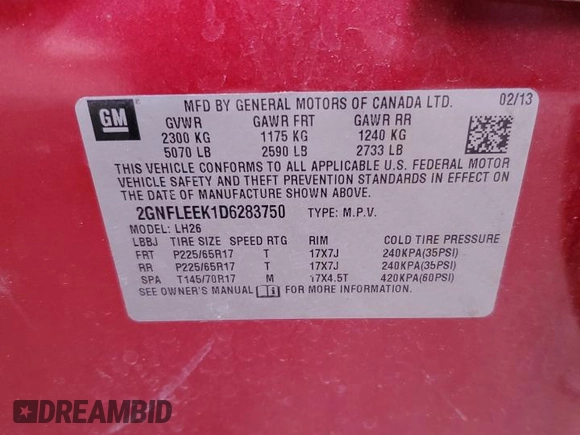 GM
MFD BY GENERAL MOTORS OF CANADA LTD. 02/13
GVWR GAWR FRT GAWR RR
2300 KG 1175 KG 1240 KG
5070 LB 2590 LB 2733 LB
THIS VEHICLE CONFORMS TO ALL APPLICABLE U.S. FEDERAL MOTOR
VEHICLE SAFETY AND THEFT PREVENTION STANDARDS IN EFFECT ON
THE DATE OF MANUFACTURE SHOWN ABOVE.
2GNFLEEK1D6283750 TYPE: M.P.V.
MODEL: LH26
LBBJ TIRE SIZE SPEED RTG RIM COLD TIRE PRESSURE
FRT P225/65R17 T 17X7J 240KPA(35PSI)
RR P225/65R17 T 17X7J 240KPA(35PSI)
SPA T145/70R17 M 17X4.5T 420KPA(60PSI)
SEE OWNER'S MANUAL FOR MORE INFORMATION.
DREAMBID